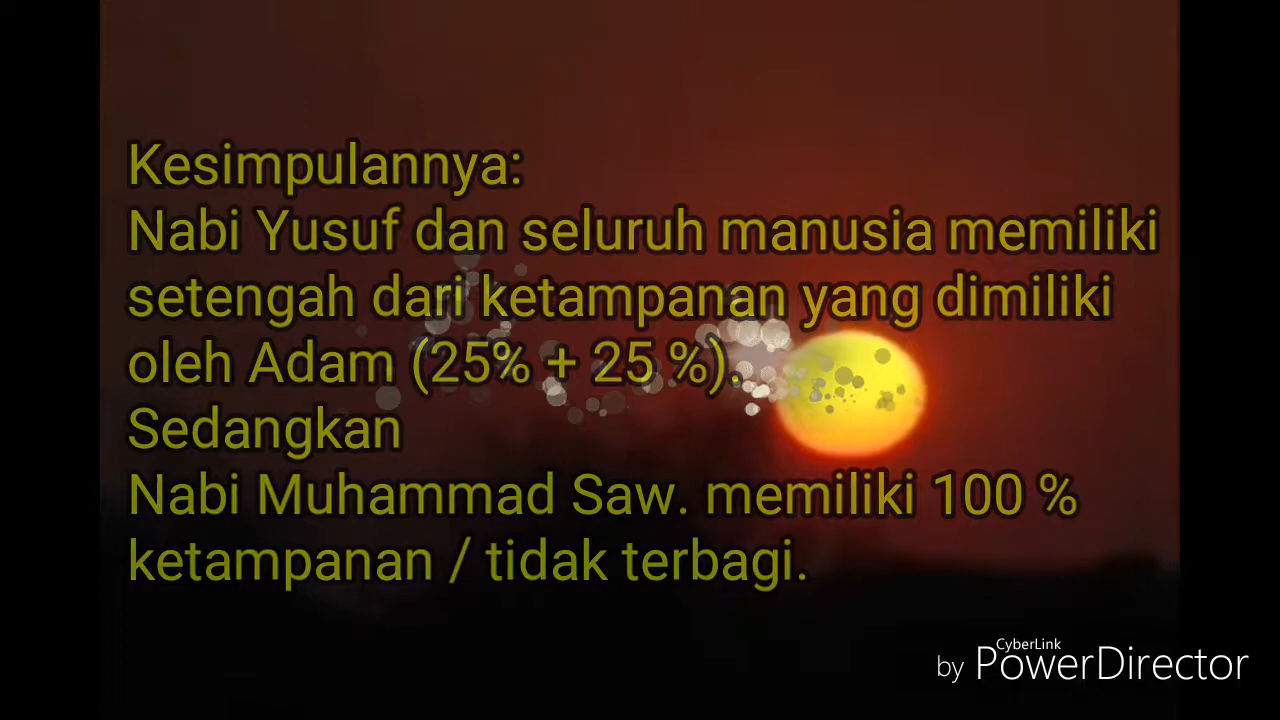 Kesimpulannya:
Nabi Yusuf dan seluruh manusia memiliki
setengah dari ketampanan yang dimiliki
oleh Adam (25% + 25 %).
Sedangkan
Nabi Muhammad Saw. memiliki 100 %
ketampanan / tidak terbagi.
CyberLink
by PowerDirector